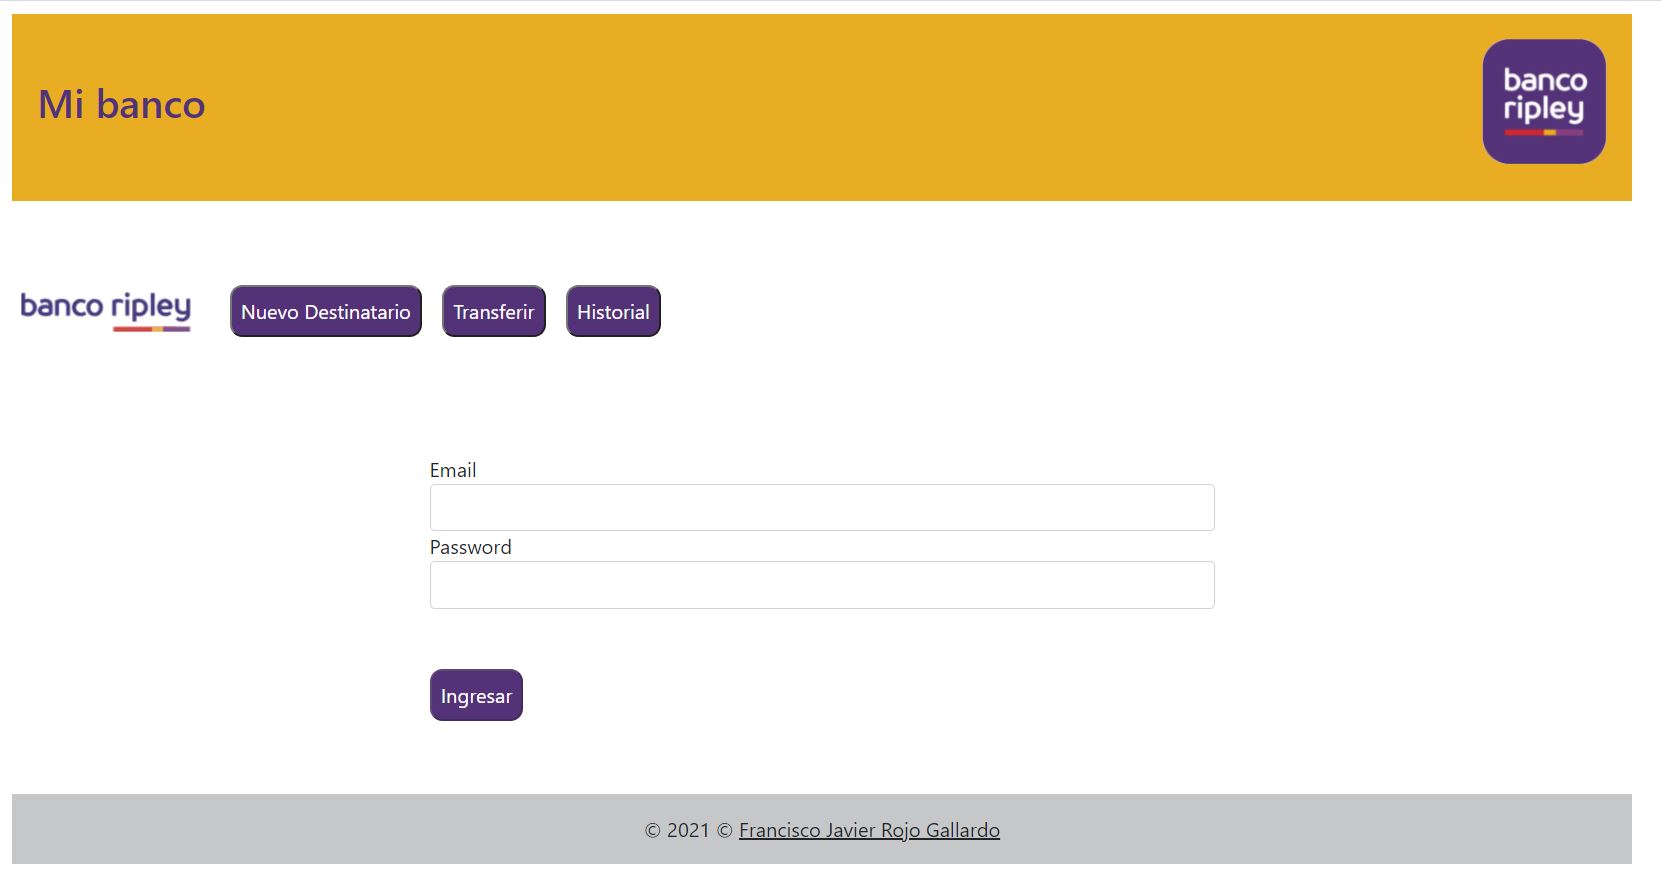 Mi banco
banco
ripley
banco ripley
Nuevo Destinatario
Transferir
Historial
Email
Password
Ingresar
© 2021 © Francisco Javier Rojo Gallardo